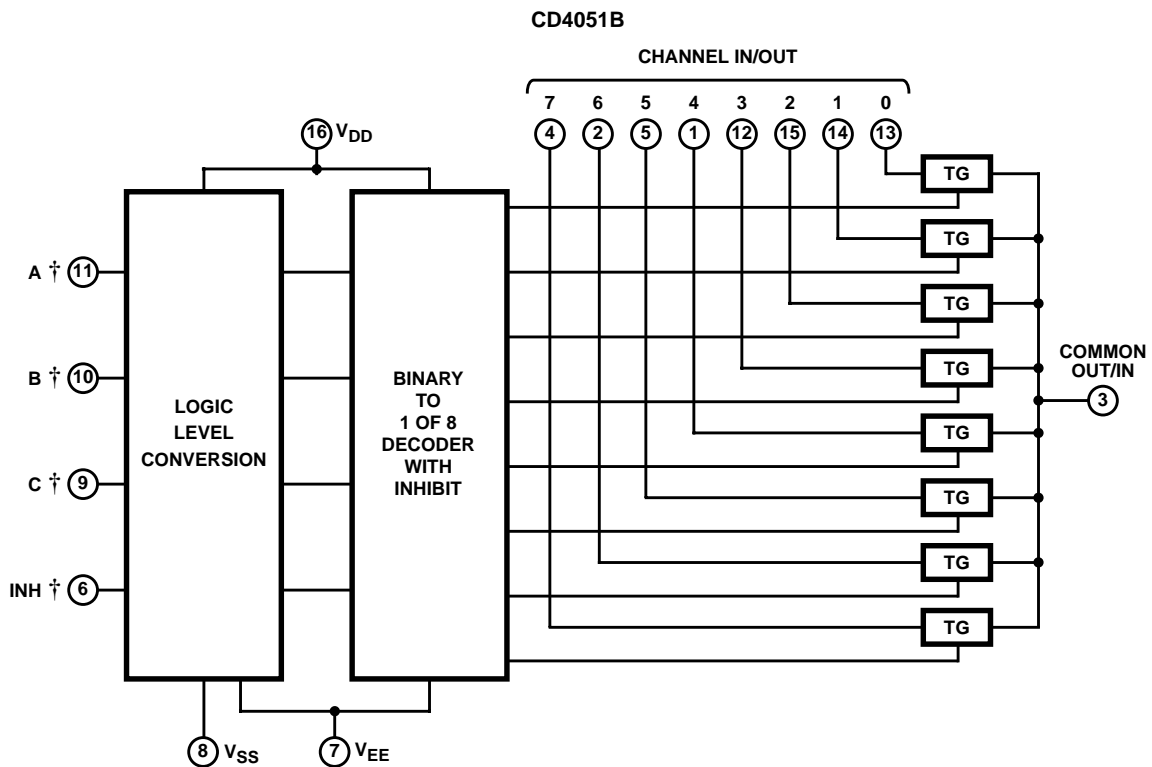 CD4051B
CHANNEL IN/OUT
7 6 5 4 3 2 1 0
4 2 5 1 12 15 14 13
16 VDD
TG
TG
TG
TG
TG
TG
TG
TG
A † 11
B † 10
C † 9
INH † 6
LOGIC
LEVEL
CONVERSION
BINARY
TO
1 OF 8
DECODER
WITH
INHIBIT
COMMON
OUT/IN
3
8 VSS
7 VEE